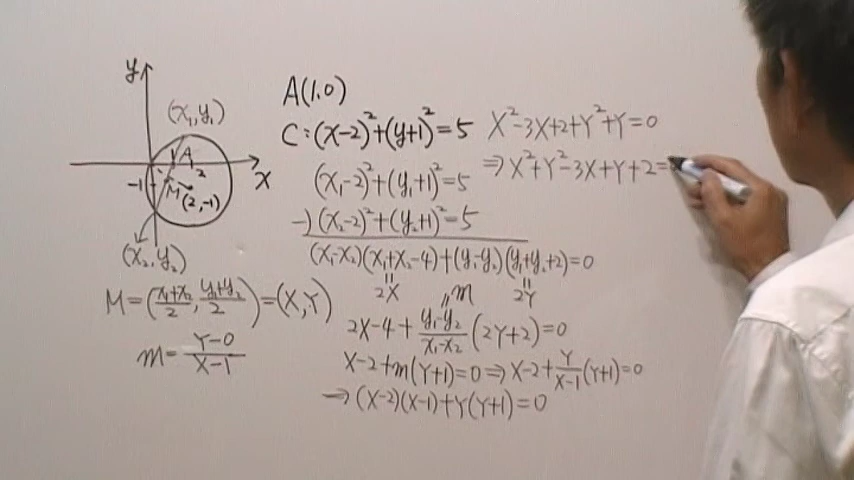 y
(x₁,y₁)
A
1
2
x
-1
M
(2,-1)
(x₂,y₂)
M=((x₁+x₂)/2, (y₁+y₂)/2)=(X,Y)
m=(Y-0)/(X-1)
A(1,0)
C:(x-2)²+(y+1)²=5
(x₁-2)²+(y₁+1)²=5
-) (x₂-2)²+(y₂+1)²=5
(x₁-x₂)(x₁+x₂-4)+(y₁-y₂)(y₁+y₂+2)=0
॥ 2X
〃m
॥ 2Y
2X-4+(y₁-y₂)/(x₁-x₂)(2Y+2)=0
X-2+m(Y+1)=0⇒X-2+Y/(X-1)(Y+1)=0
⇒(X-2)(X-1)+Y(Y+1)=0
X²-3X+2+Y²+Y=0
⇒X²+Y²-3X+Y+2=